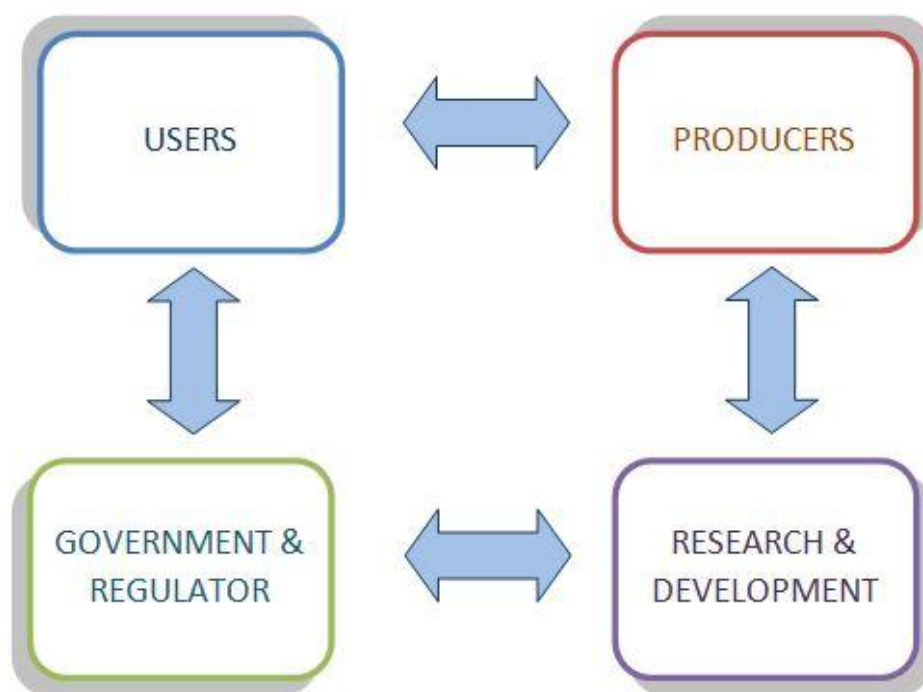 USERS
PRODUCERS
GOVERNMENT &
REGULATOR
RESEARCH &
DEVELOPMENT